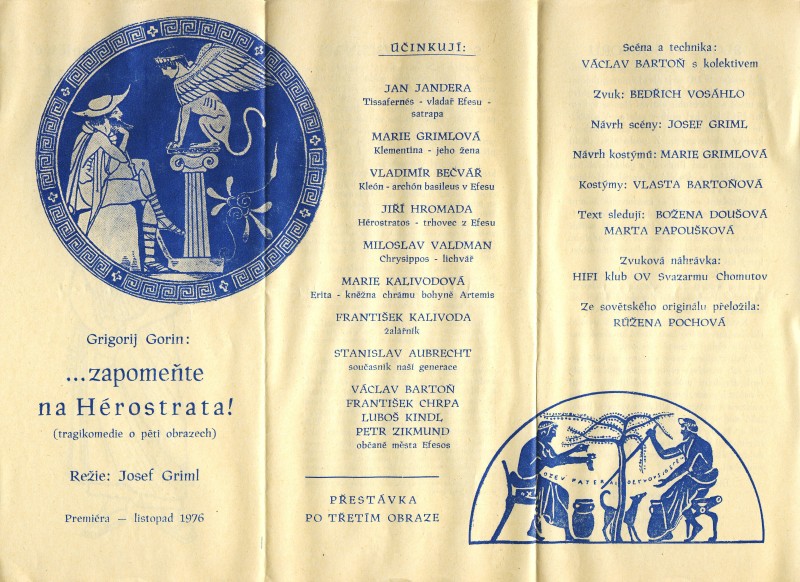 Grigorij Gorin:
...zapomeňte
na Hérostrata!
(tragikomedie o pěti obrazech)
Režie: Josef Griml
Premiéra — listopad 1976
ÚČINKUJÍ:
JAN JANDERA
Tissafernés - vladař Efesu -
satrapa
MARIE GRIMLOVÁ
Klementina - jeho žena
VLADIMÍR BEČVÁŘ
Kleón - archón basileus v Efesu
JIŘÍ HROMADA
Hérostratos - trhovec z Efesu
MILOSLAV VALDMAN
Chrysippos - lichvář
MARIE KALIVODOVÁ
Erita - kněžna chrámu bohyně Artemis
FRANTIŠEK KALIVODA
žalářník
STANISLAV AUBRECHT
současník naší generace
VÁCLAV BARTOŇ
FRANTIŠEK CHRPA
LUBOŠ KINDL
PETR ZIKMUND
občané města Efesos
PŘESTÁVKA
PO TŘETÍM OBRAZE
Scéna a technika:
VÁCLAV BARTOŇ s kolektivem
Zvuk: BEDŘICH VOSÁHLO
Návrh scény: JOSEF GRIML
Návrh kostýmů: MARIE GRIMLOVÁ
Kostýmy: VLASTA BARTOŇOVÁ
Text sledují: BOŽENA DOUŠOVÁ
MARTA PAPOUŠKOVÁ
Zvuková náhrávka:
HIFI klub OV Svazarmu Chomutov
Ze sovětského originálu přeložila:
RŮŽENA POCHOVÁ